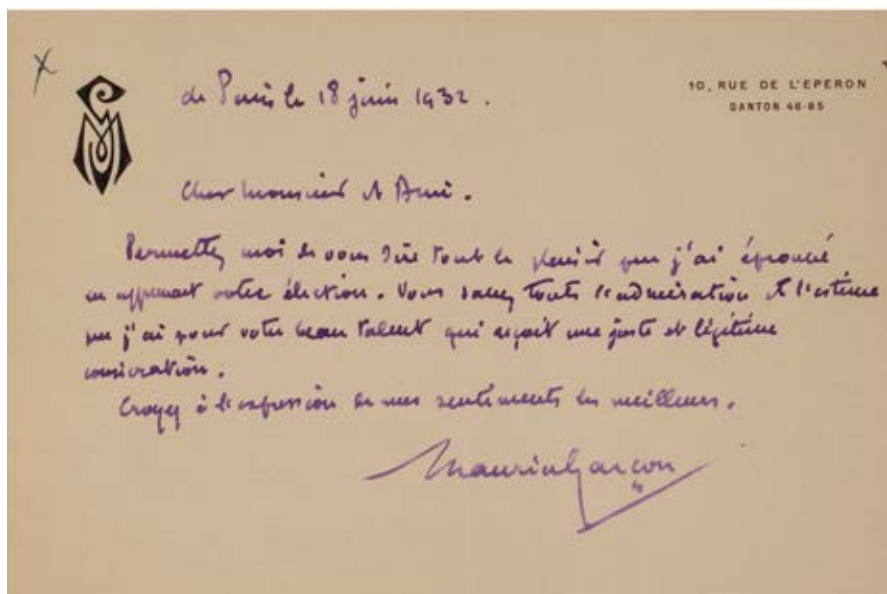 de Paris le 18 juin 1932.
10, RUE DE L'EPERON
DANTON 46-85
Cher Monsieur et Ami.
Permettez moi de vous dire tout le plaisir que j'ai éprouvé
en apprenant votre élection. Vous savez toute l'admiration et l'estime
que j'ai pour votre beau talent qui reçoit une juste et légitime
consécration.
Croyez à l'expression de mes sentiments les meilleurs.
Maurice Garçon